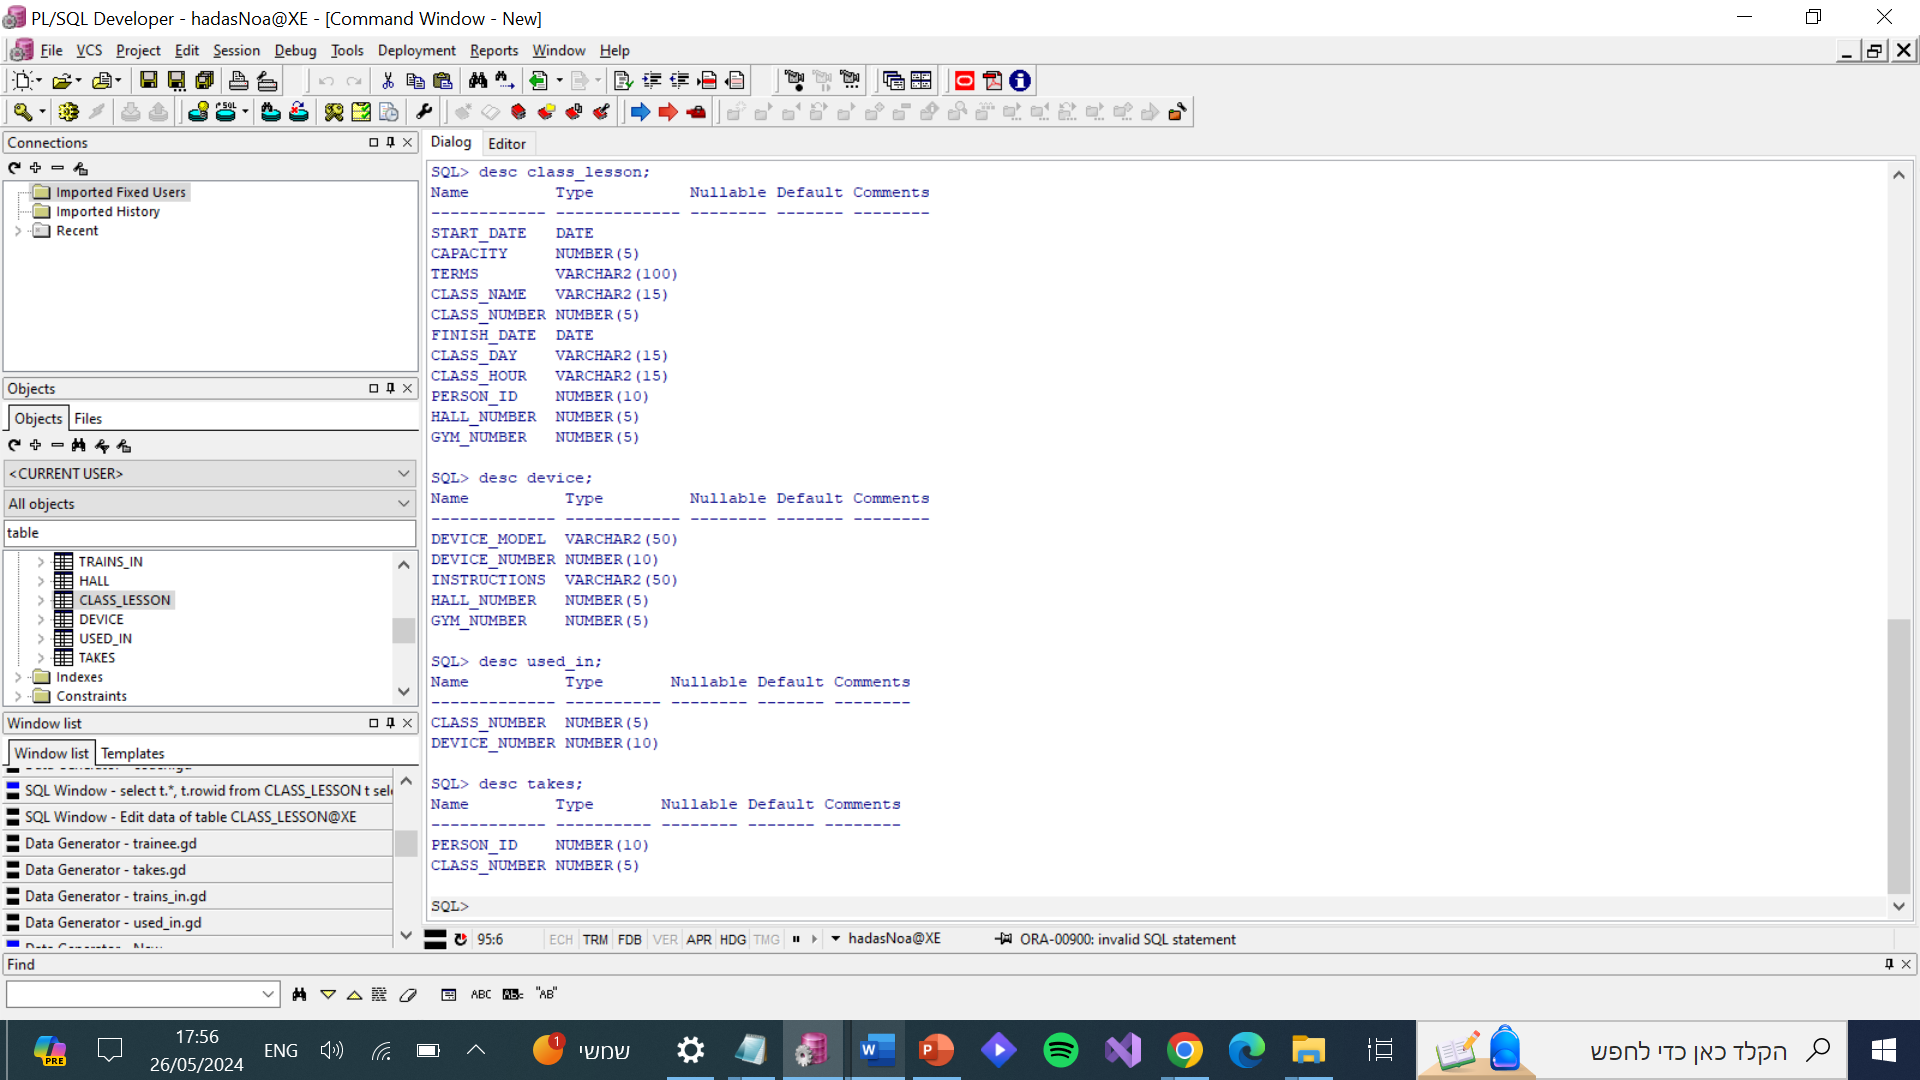 PL/SQL Developer - hadasNoa@XE - [Command Window - New]
File VCS Project Edit Session Debug Tools Deployment Reports Window Help
Connections
Imported Fixed Users
Imported History
Recent
Objects
Objects Files
<CURRENT USER>
All objects
table
TRAINS_IN
HALL
CLASS_LESSON
DEVICE
USED_IN
TAKES
Indexes
Constraints
Window list
Window list Templates
SQL Window - select t.*, t.rowid from CLASS_LESSON t sele
SQL Window - Edit data of table CLASS_LESSON@XE
Data Generator - trainee.gd
Data Generator - takes.gd
Data Generator - trains_in.gd
Data Generator - used_in.gd
Data Generator - New
Dialog Editor
SQL> desc class_lesson;
Name         Type          Nullable Default Comments
------------ ------------- -------- ------- --------
START_DATE   DATE
CAPACITY     NUMBER(5)
TERMS        VARCHAR2(100)
CLASS_NAME   VARCHAR2(15)
CLASS_NUMBER NUMBER(5)
FINISH_DATE  DATE
CLASS_DAY    VARCHAR2(15)
CLASS_HOUR   VARCHAR2(15)
PERSON_ID    NUMBER(10)
HALL_NUMBER  NUMBER(5)
GYM_NUMBER   NUMBER(5)
SQL> desc device;
Name          Type         Nullable Default Comments
------------- ------------ -------- ------- --------
DEVICE_MODEL  VARCHAR2(50)
DEVICE_NUMBER NUMBER(10)
INSTRUCTIONS  VARCHAR2(50)
HALL_NUMBER   NUMBER(5)
GYM_NUMBER    NUMBER(5)
SQL> desc used_in;
Name          Type       Nullable Default Comments
------------- ---------- -------- ------- --------
CLASS_NUMBER  NUMBER(5)
DEVICE_NUMBER NUMBER(10)
SQL> desc takes;
Name         Type       Nullable Default Comments
------------ ---------- -------- ------- --------
PERSON_ID    NUMBER(10)
CLASS_NUMBER NUMBER(5)
SQL>
95:6 ECH TRM FDB VER APR HDG TMG hadasNoa@XE ORA-00900: invalid SQL statement
Find
ABC "AB"
PRE 17:56 ENG 1 שמשי הקלד כאן כדי לחפש
26/05/2024